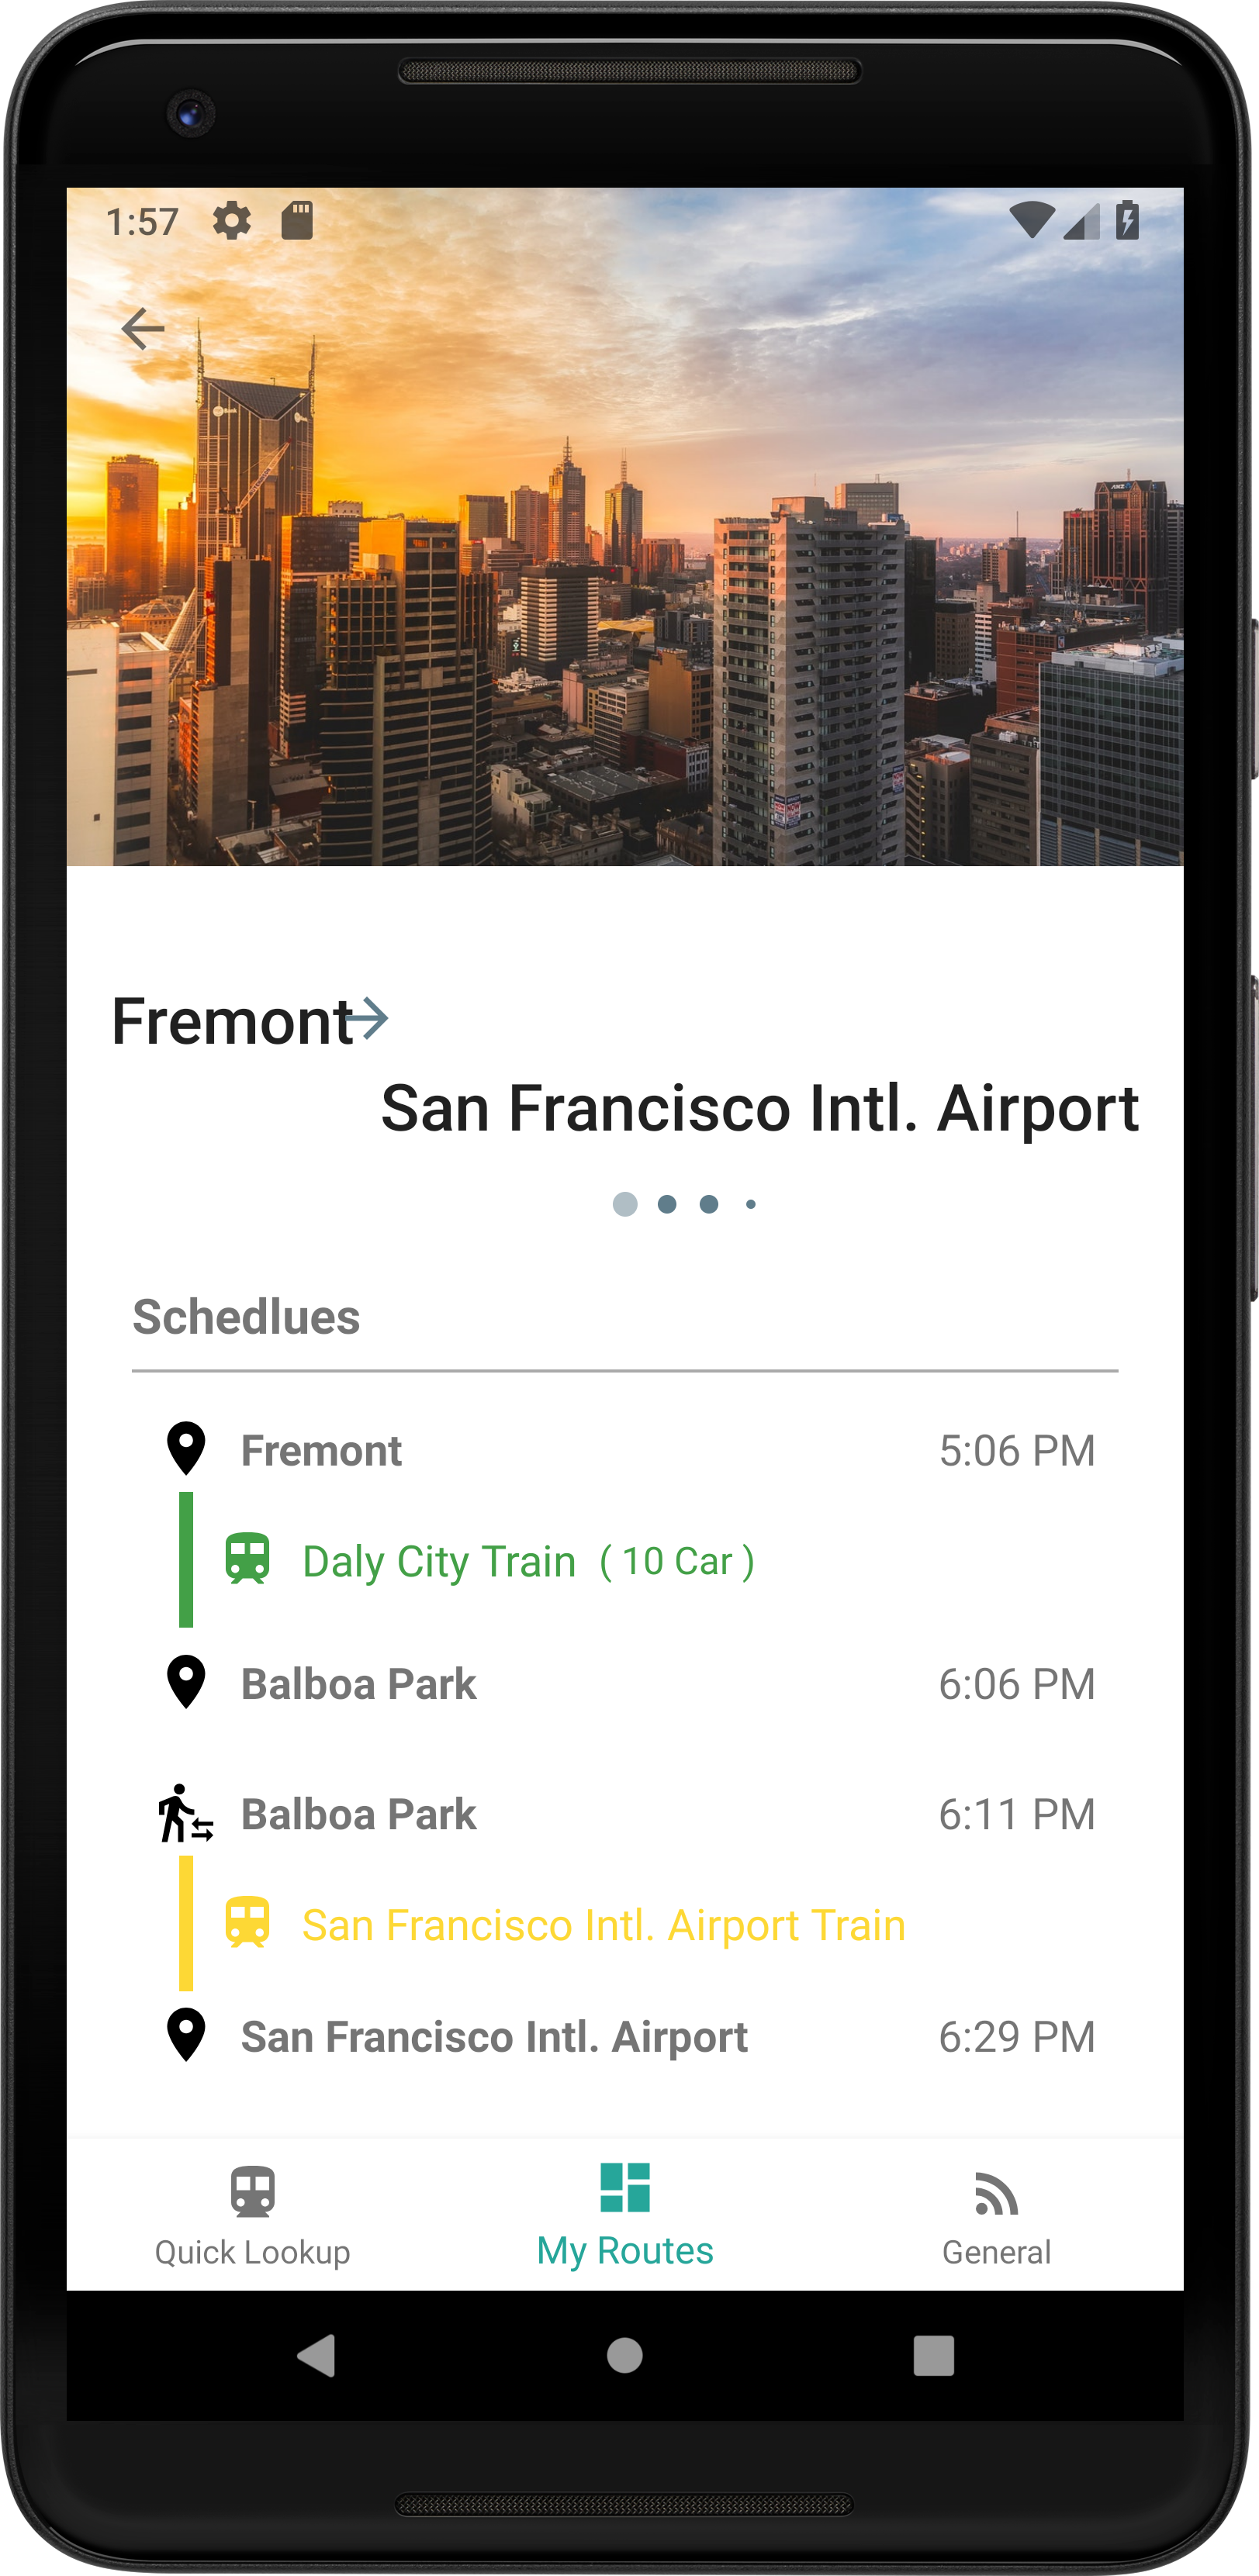 1:57
Fremont
San Francisco Intl. Airport
Schedlues
Fremont 5:06 PM
Daly City Train ( 10 Car )
Balboa Park 6:06 PM
Balboa Park 6:11 PM
San Francisco Intl. Airport Train
San Francisco Intl. Airport 6:29 PM
Quick Lookup My Routes General